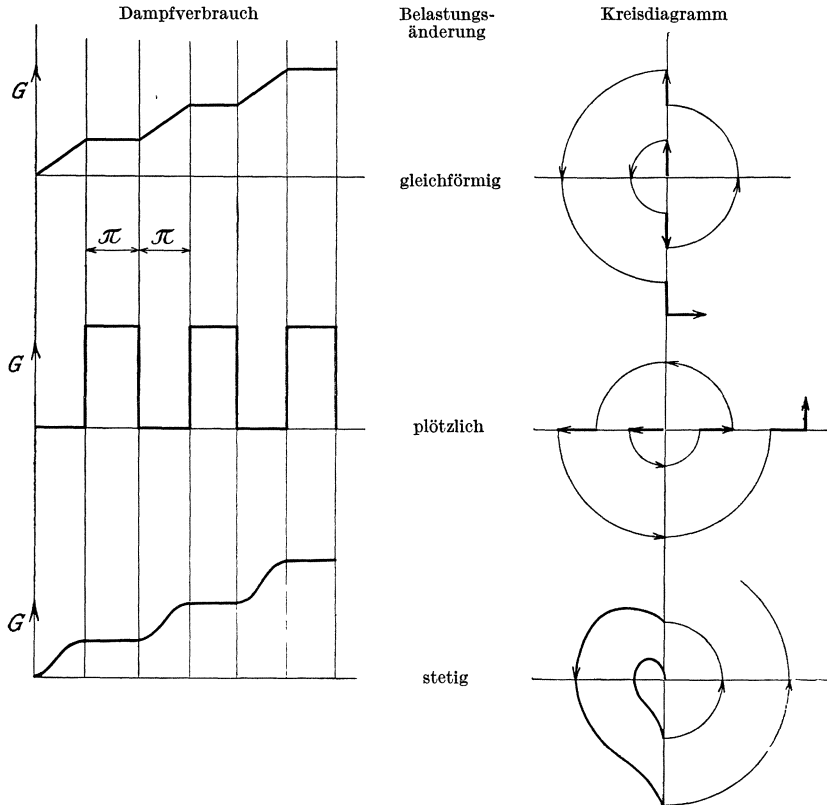 Dampfverbrauch
Belastungs-
änderung
Kreisdiagramm
G
gleichförmig
π π
G
plötzlich
G
stetig